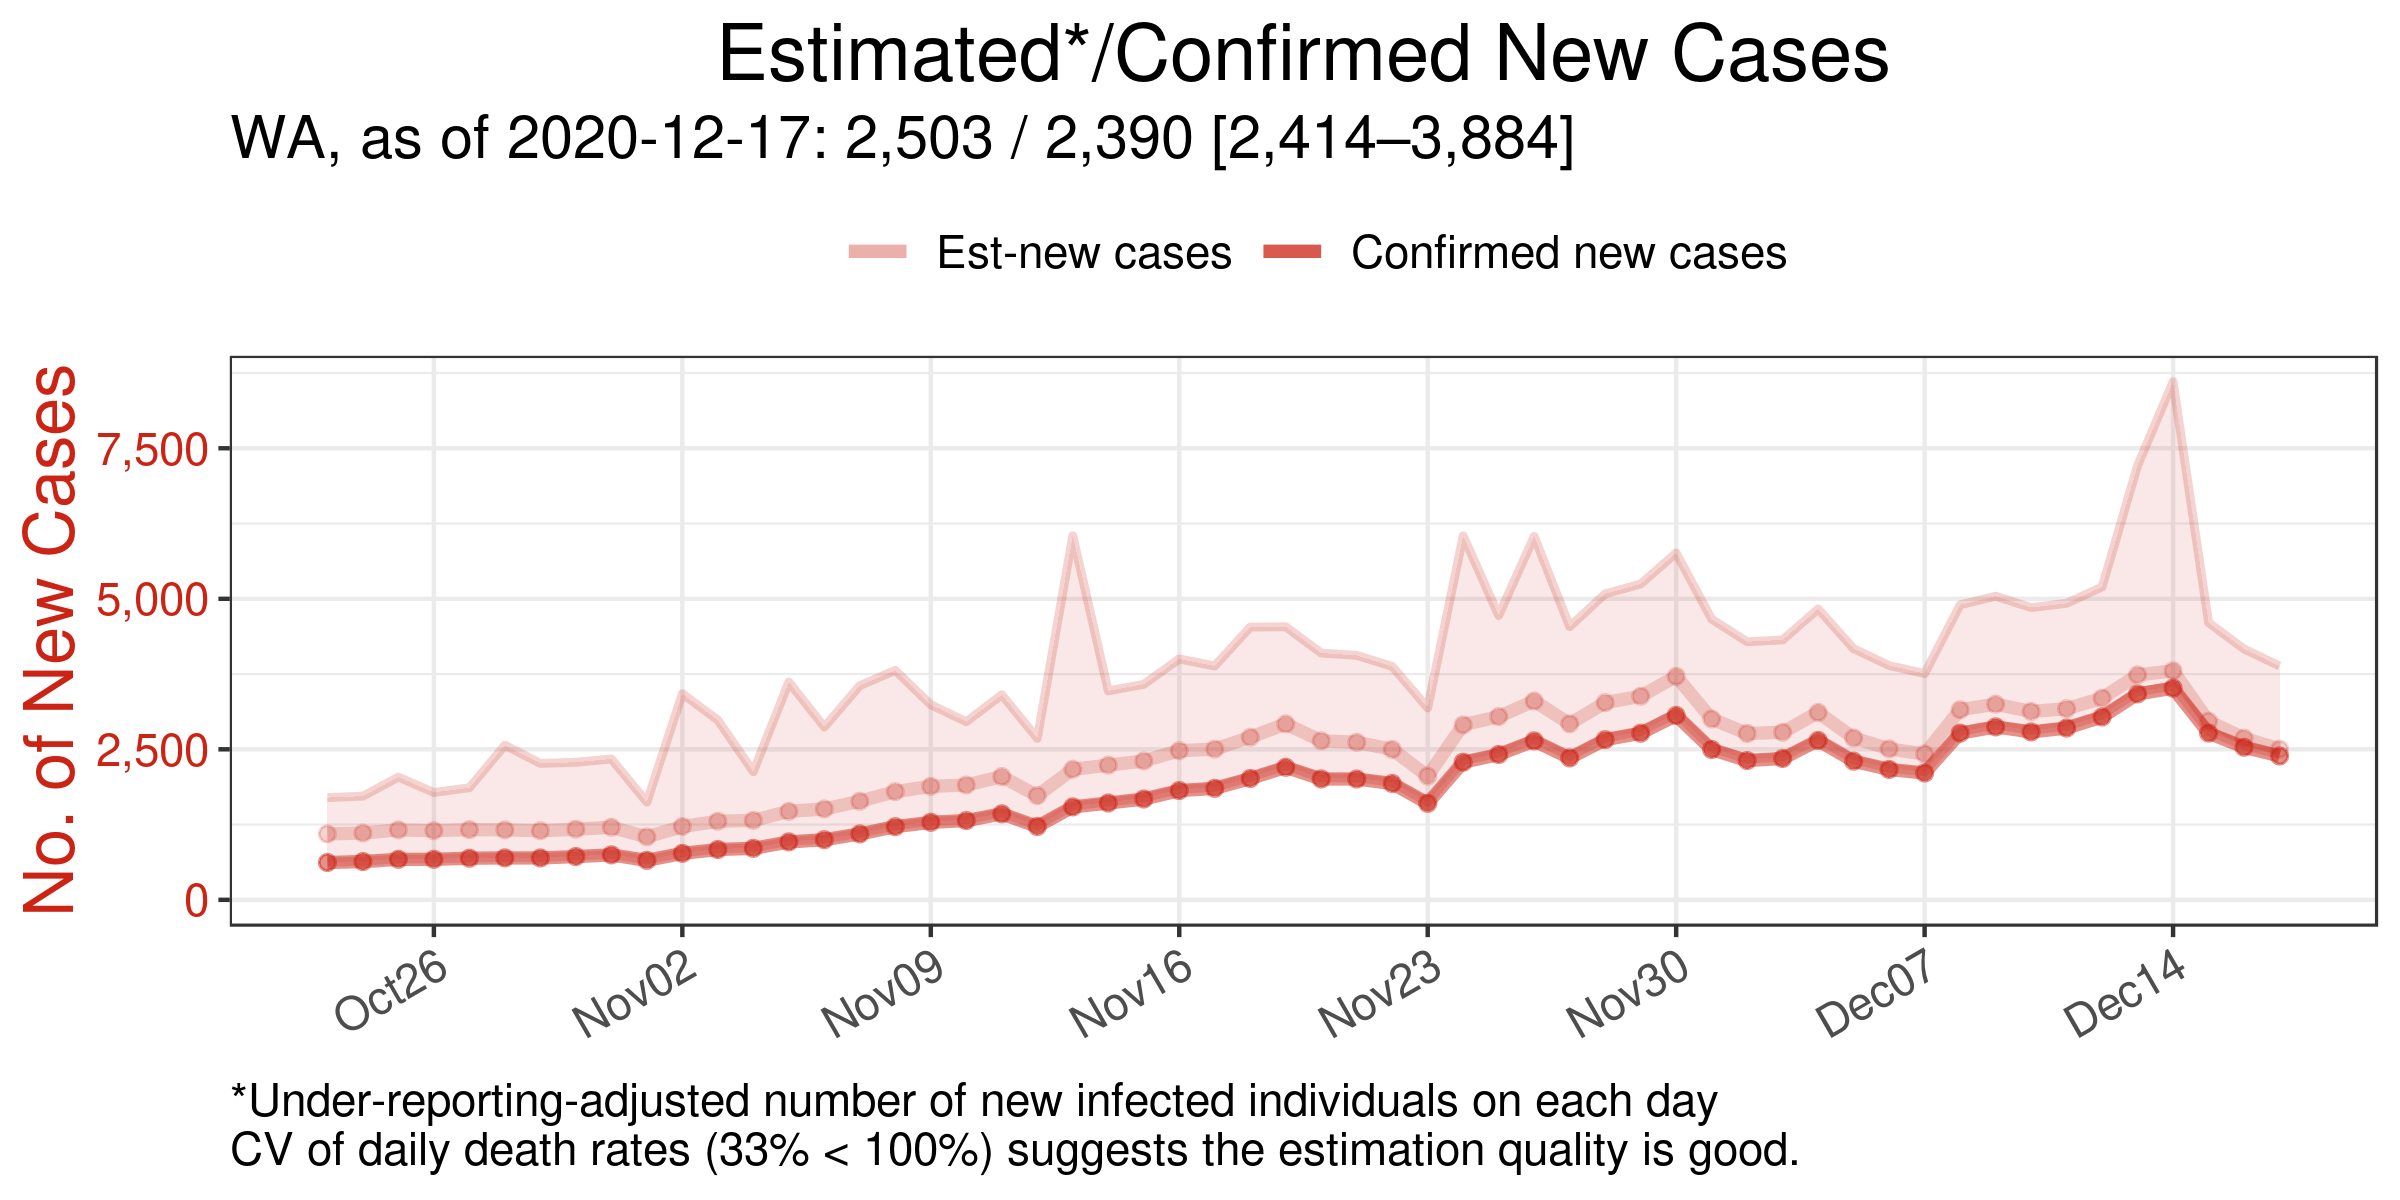 Estimated*/Confirmed New Cases
WA, as of 2020-12-17: 2,503 / 2,390 [2,414–3,884]
Est-new cases Confirmed new cases
No. of New Cases
7,500
5,000
2,500
0
Oct26 Nov02 Nov09 Nov16 Nov23 Nov30 Dec07 Dec14
*Under-reporting-adjusted number of new infected individuals on each day
CV of daily death rates (33% < 100%) suggests the estimation quality is good.